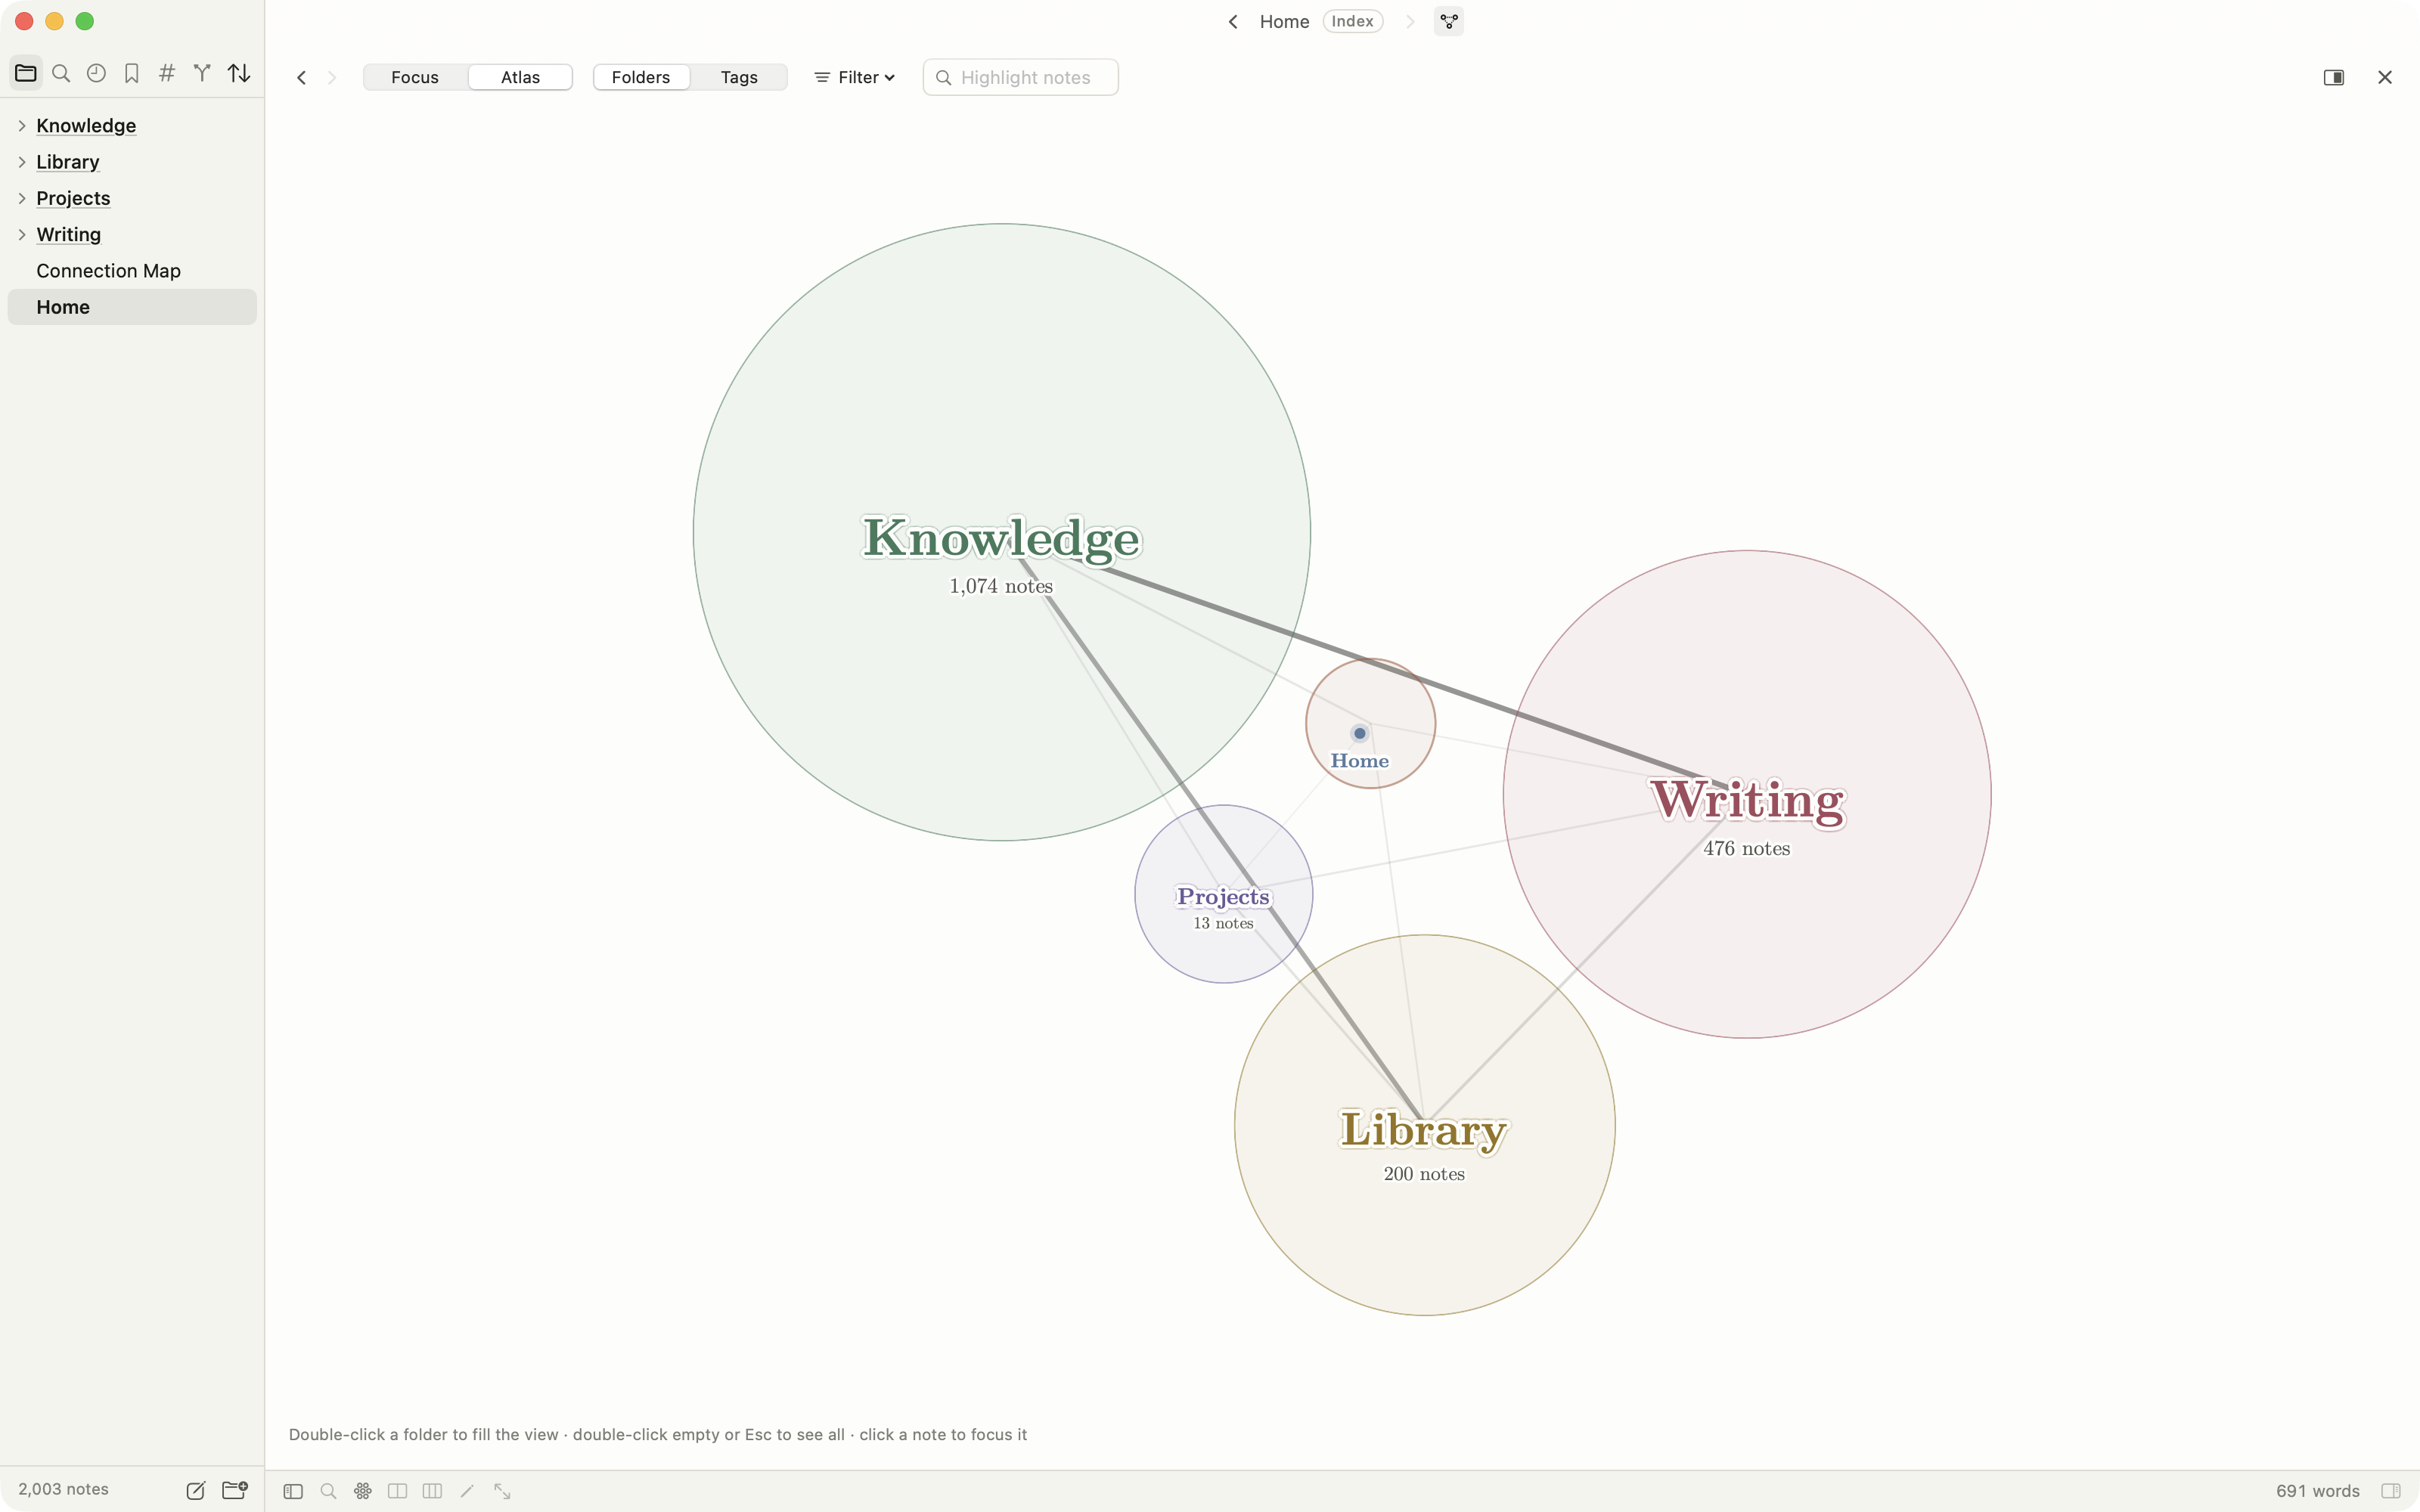 Home Index
Focus Atlas Folders Tags Filter Highlight notes
Knowledge
Library
Projects
Writing
Connection Map
Home
Knowledge
1,074 notes
Home
Writing
476 notes
Projects
13 notes
Library
200 notes
Double-click a folder to fill the view · double-click empty or Esc to see all · click a note to focus it
2,003 notes
691 words